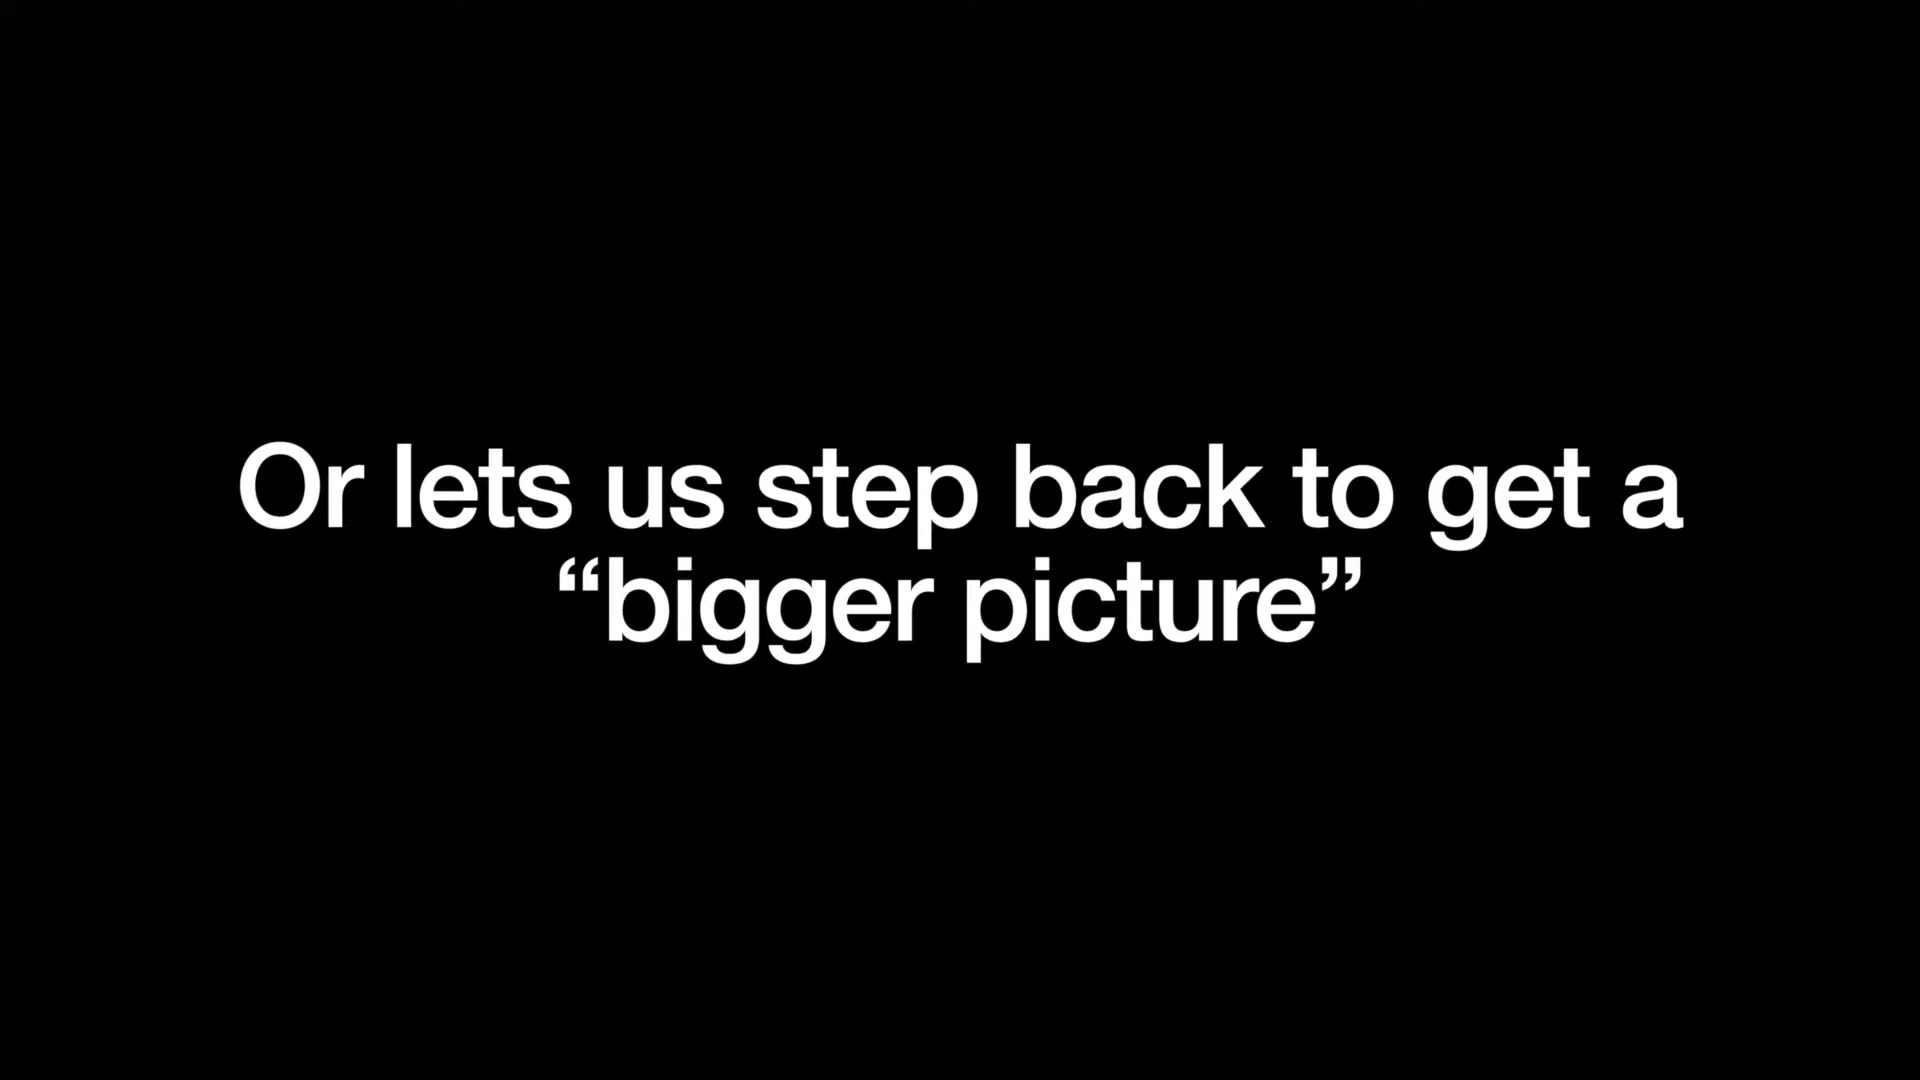 Or lets us step back to get a
“bigger picture”